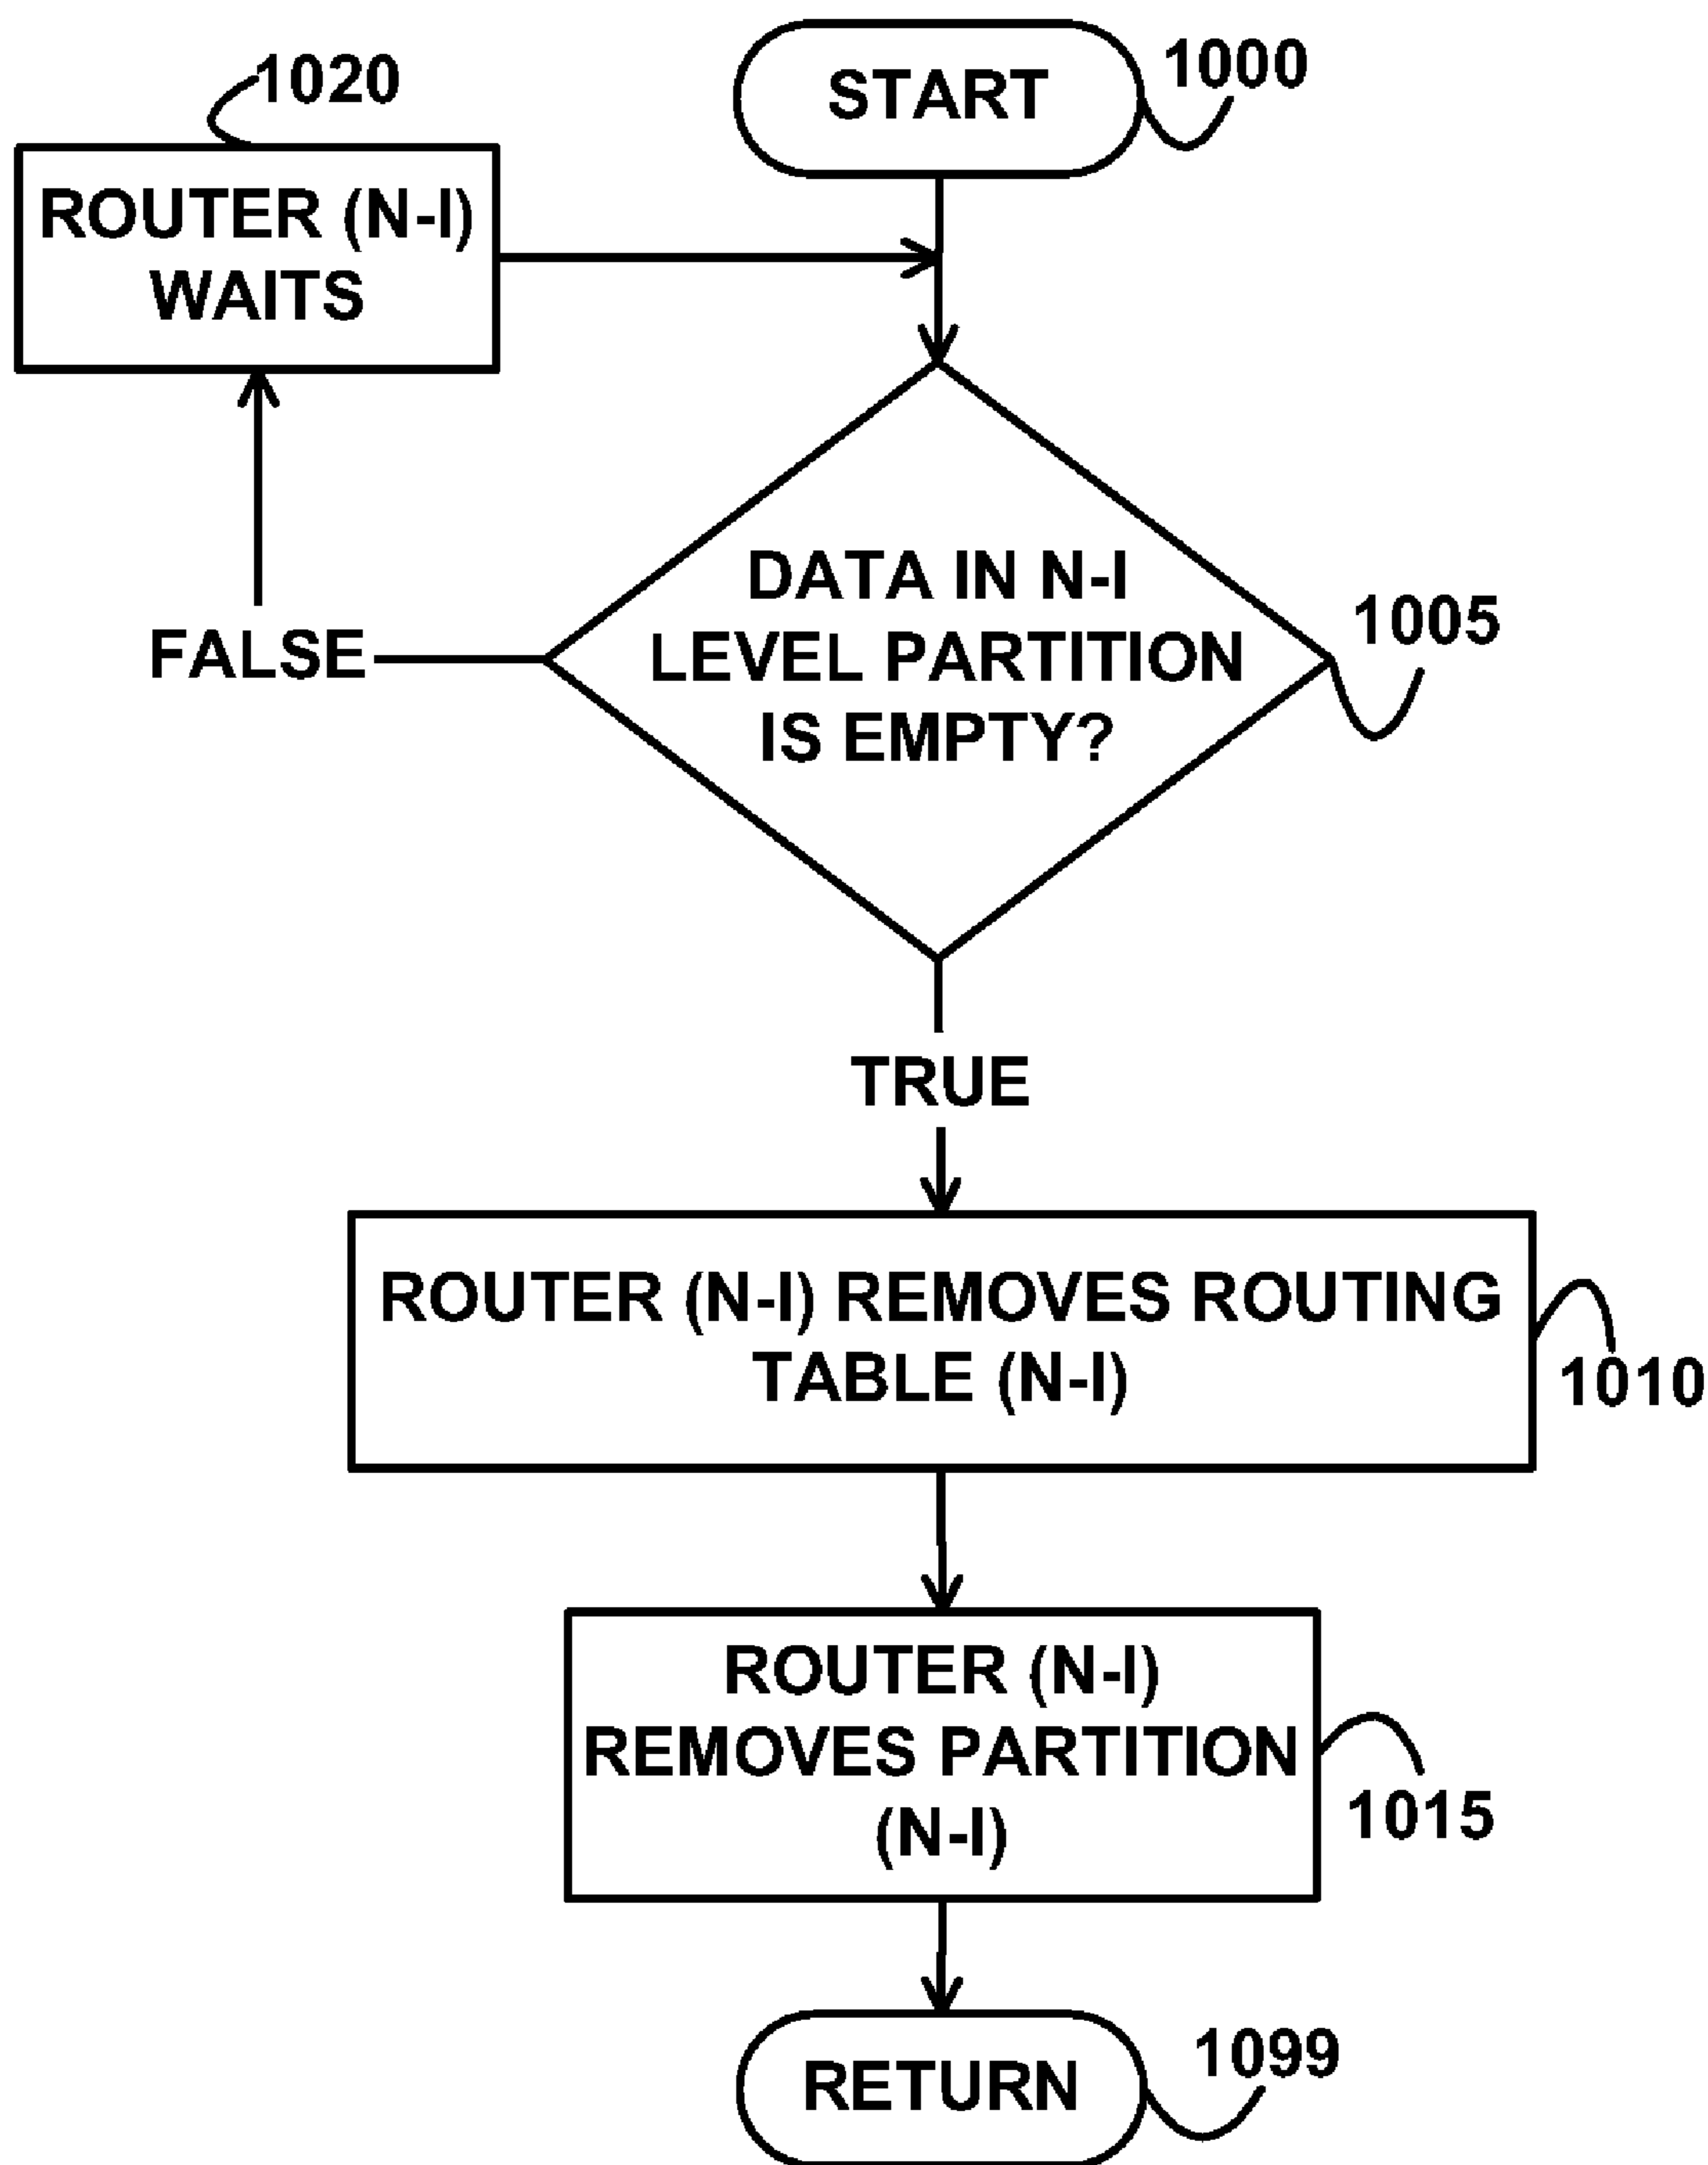 START
1000
1020
ROUTER (N-I)
WAITS
DATA IN N-I
LEVEL PARTITION
IS EMPTY?
1005
FALSE
TRUE
ROUTER (N-I) REMOVES ROUTING
TABLE (N-I)
1010
ROUTER (N-I)
REMOVES PARTITION
(N-I)
1015
RETURN
1099